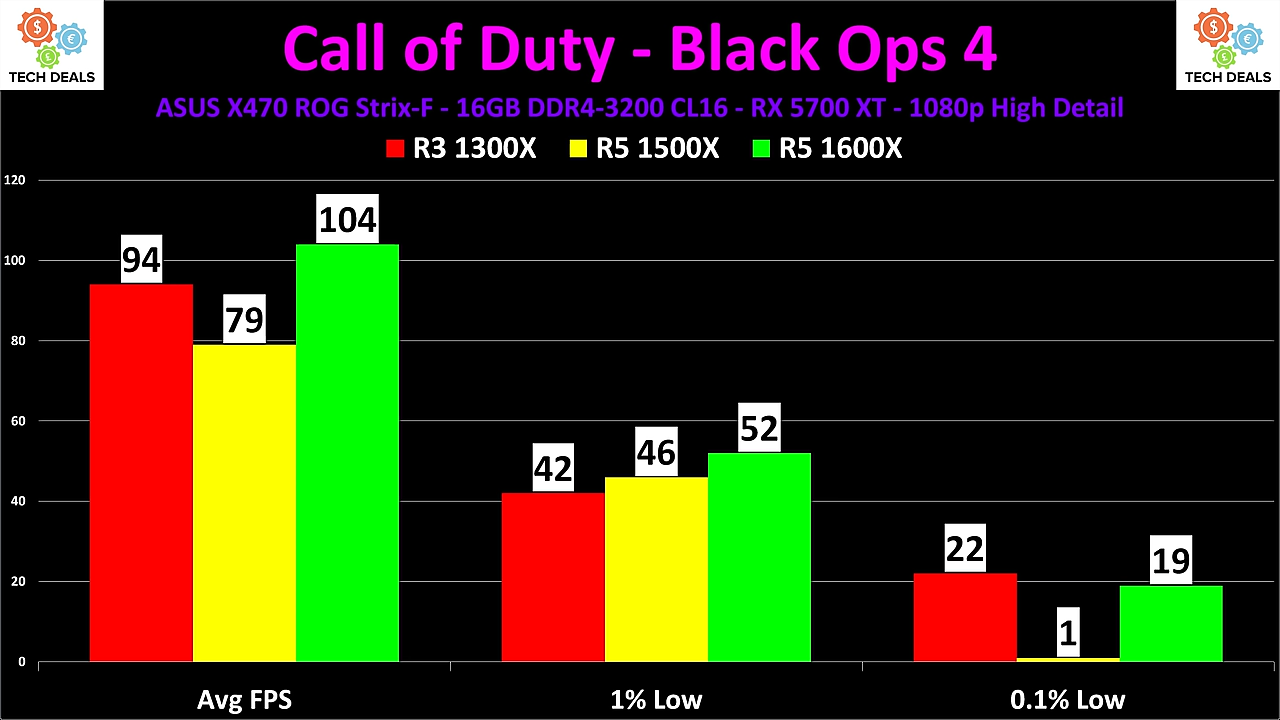 TECH DEALS
Call of Duty - Black Ops 4
TECH DEALS
ASUS X470 ROG Strix-F - 16GB DDR4-3200 CL16 - RX 5700 XT - 1080p High Detail
R3 1300X R5 1500X R5 1600X
120
100
80
60
40
20
0
94
79
104
42
46
52
22
1
19
Avg FPS
1% Low
0.1% Low